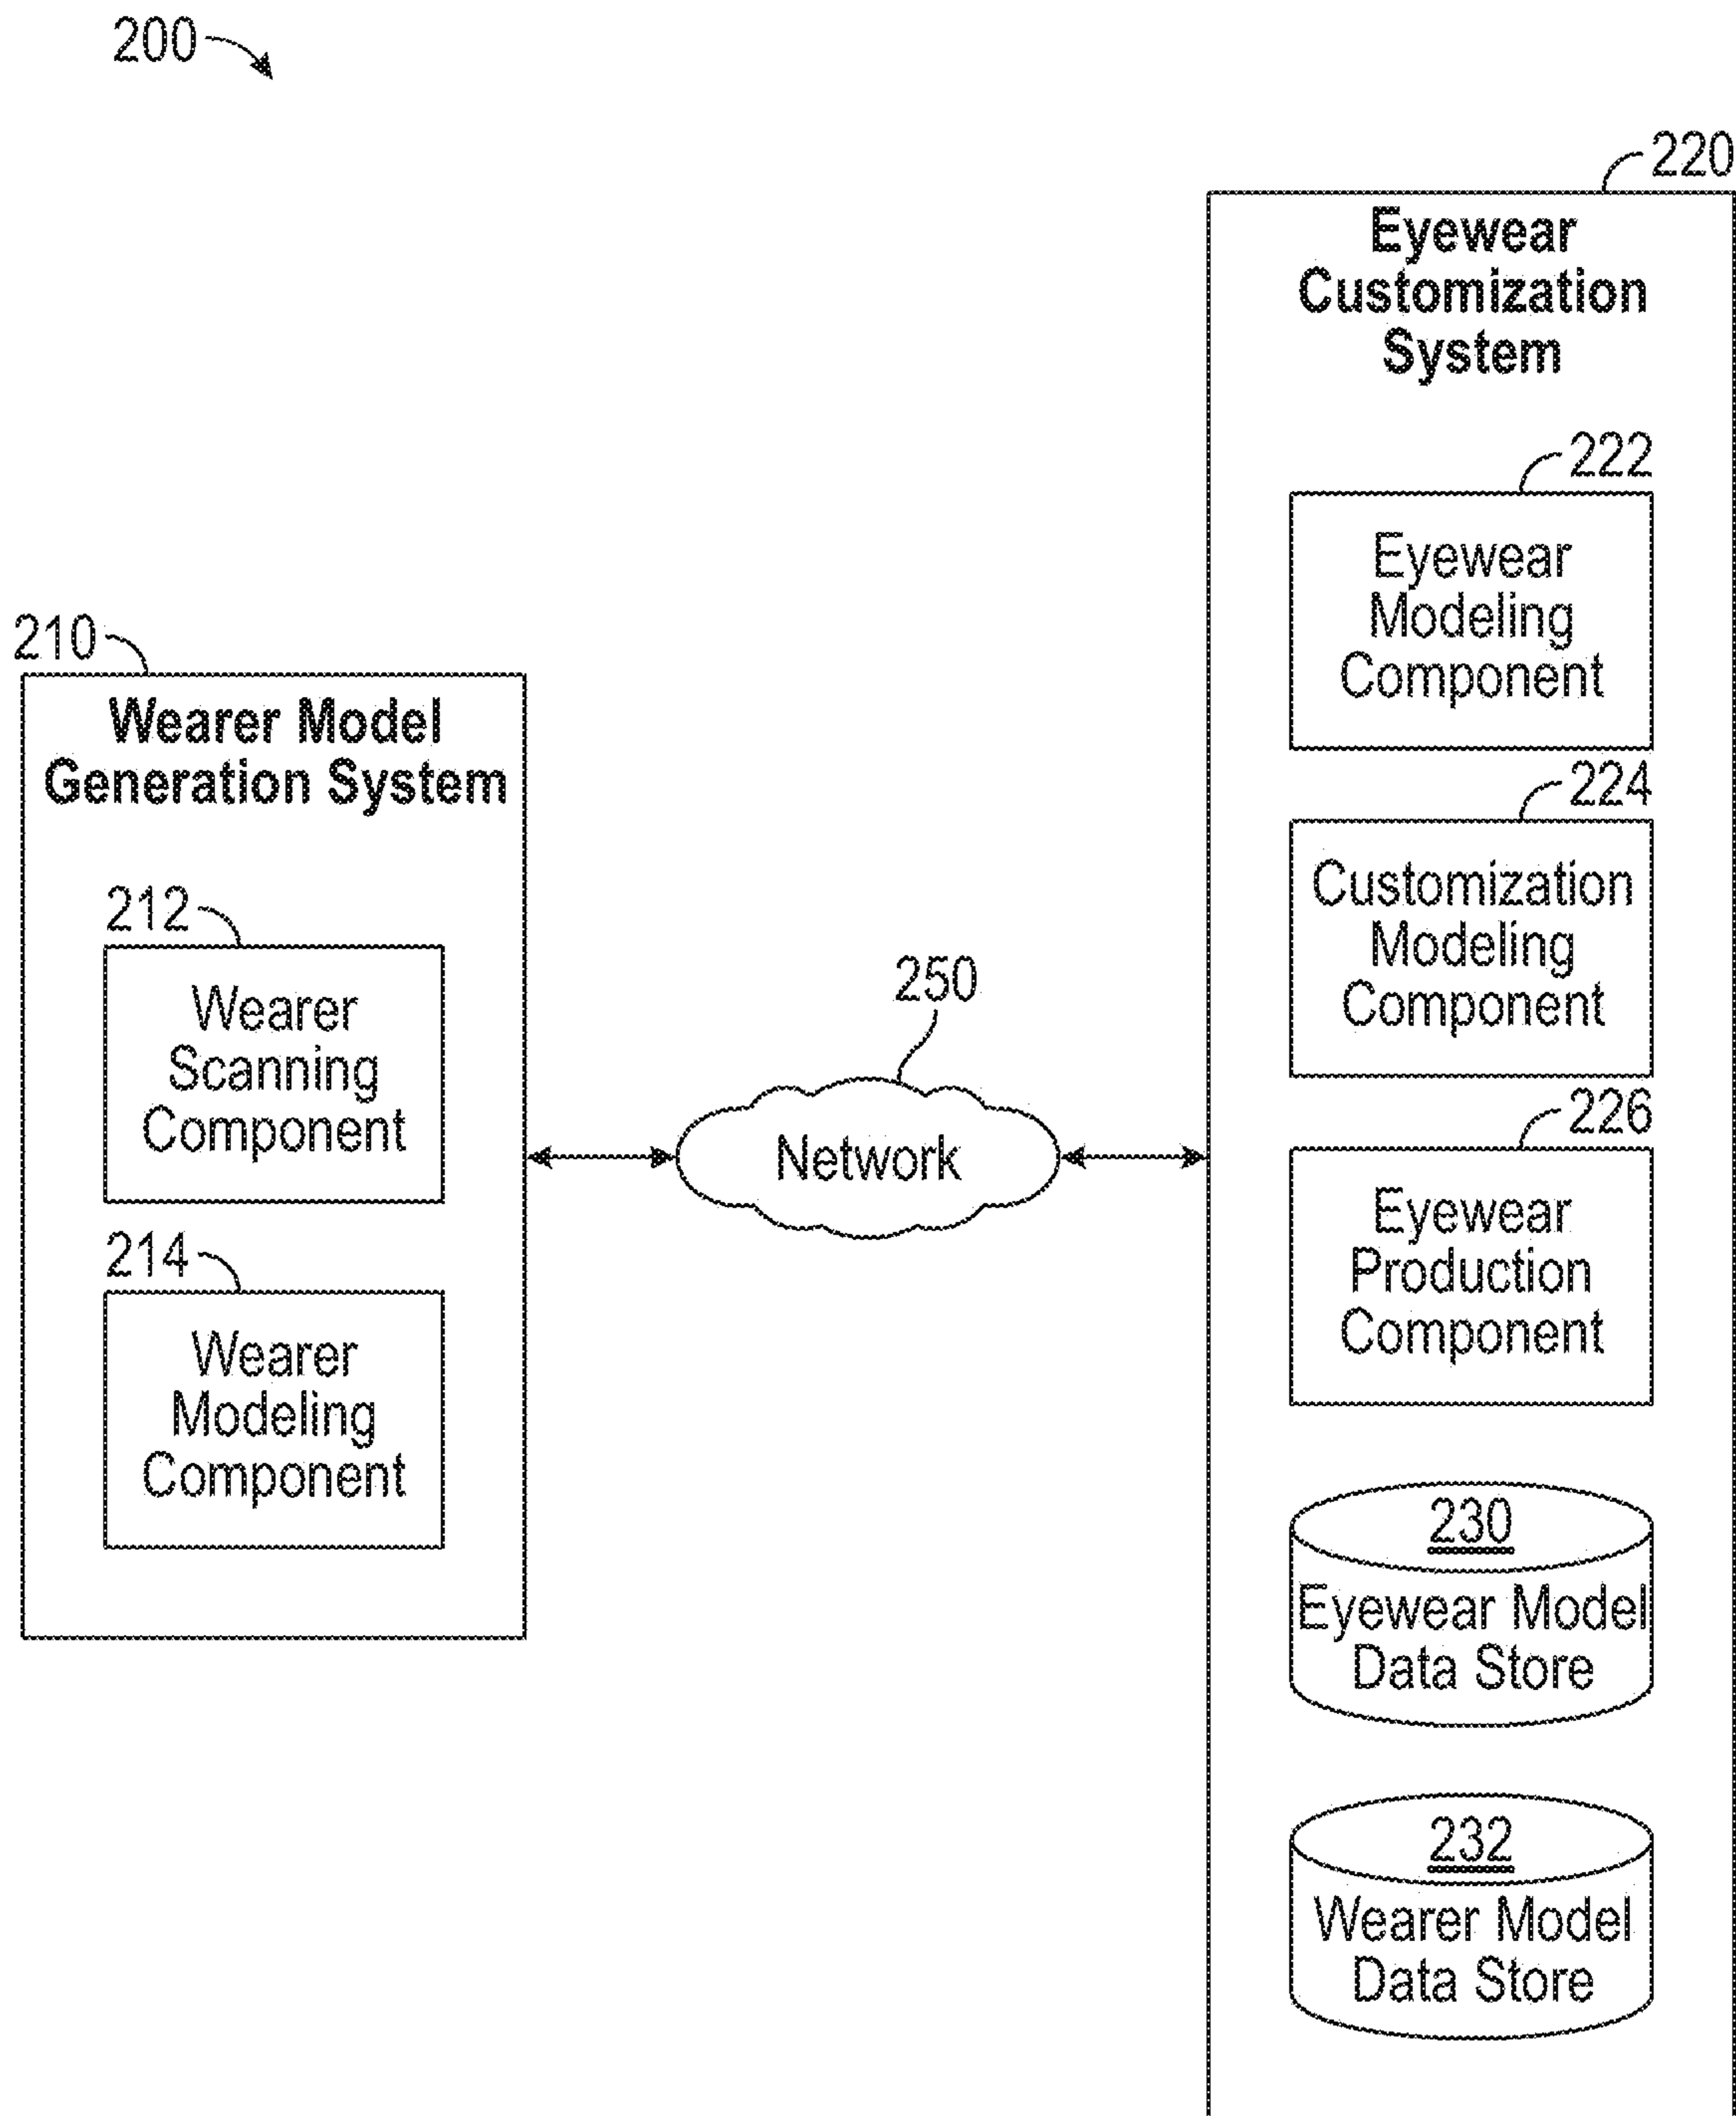 200
210
Wearer Model
Generation System
212
Wearer
Scanning
Component
214
Wearer
Modeling
Component
250
Network
220
Eyewear
Customization
System
222
Eyewear
Modeling
Component
224
Customization
Modeling
Component
226
Eyewear
Production
Component
230
Eyewear Model
Data Store
232
Wearer Model
Data Store